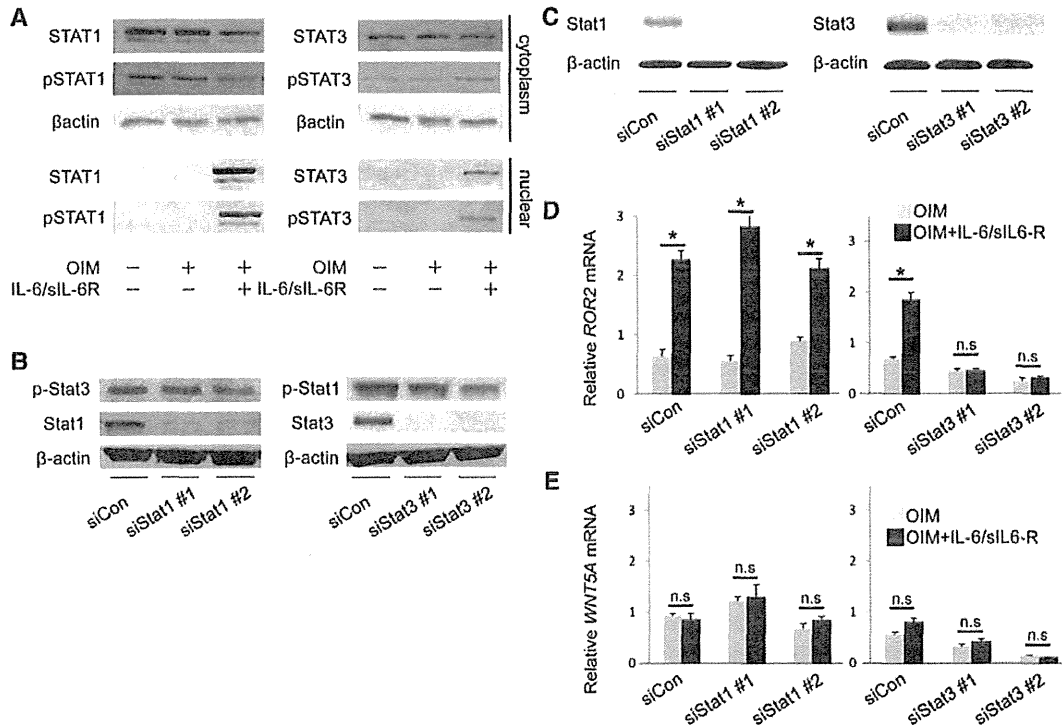 A
STAT1
pSTAT1
βactin
STAT1
pSTAT1
OIM − + +
IL-6/sIL-6R − − +
STAT3
pSTAT3
βactin
STAT3
pSTAT3
OIM − + +
IL-6/sIL-6R − − +
cytoplasm
nuclear
B
p-Stat3
Stat1
β-actin
siCon
siStat1 #1
siStat1 #2
p-Stat1
Stat3
β-actin
siCon
siStat3 #1
siStat3 #2
C
Stat1
β-actin
siCon
siStat1 #1
siStat1 #2
Stat3
β-actin
siCon
siStat3 #1
siStat3 #2
D
Relative ROR2 mRNA
3
2
1
0
* * *
siCon
siStat1 #1
siStat1 #2
OIM
OIM+IL-6/sIL6-R
3
2
1
0
* n.s n.s
siCon
siStat3 #1
siStat3 #2
E
Relative WNT5A mRNA
3
2
1
0
n.s n.s n.s
siCon
siStat1 #1
siStat1 #2
OIM
OIM+IL-6/sIL6-R
3
2
1
0
n.s n.s n.s
siCon
siStat3 #1
siStat3 #2